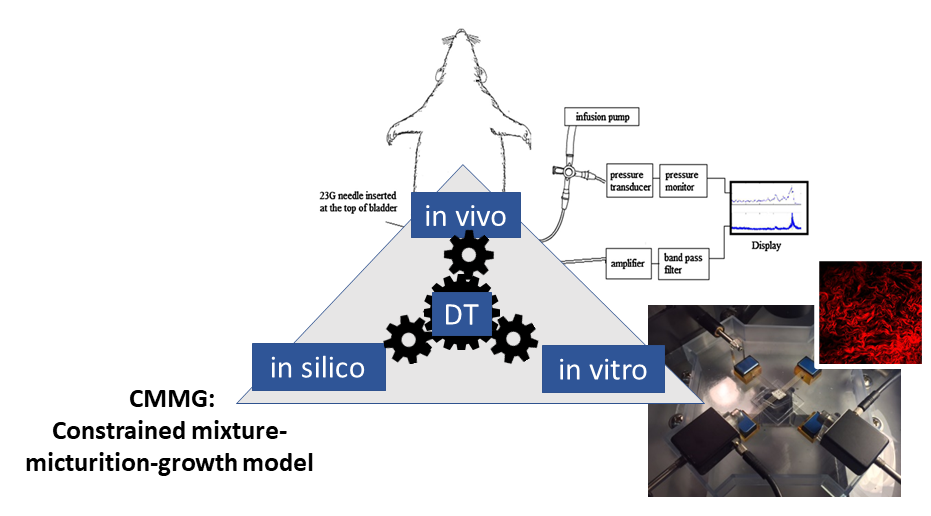 infusion pump
pressure
transducer
pressure
monitor
23G needle inserted
at the top of bladder
in vivo
Display
amplifier
band pass
filter
DT
in silico
in vitro
CMMG:
Constrained mixture-
micturition-growth model